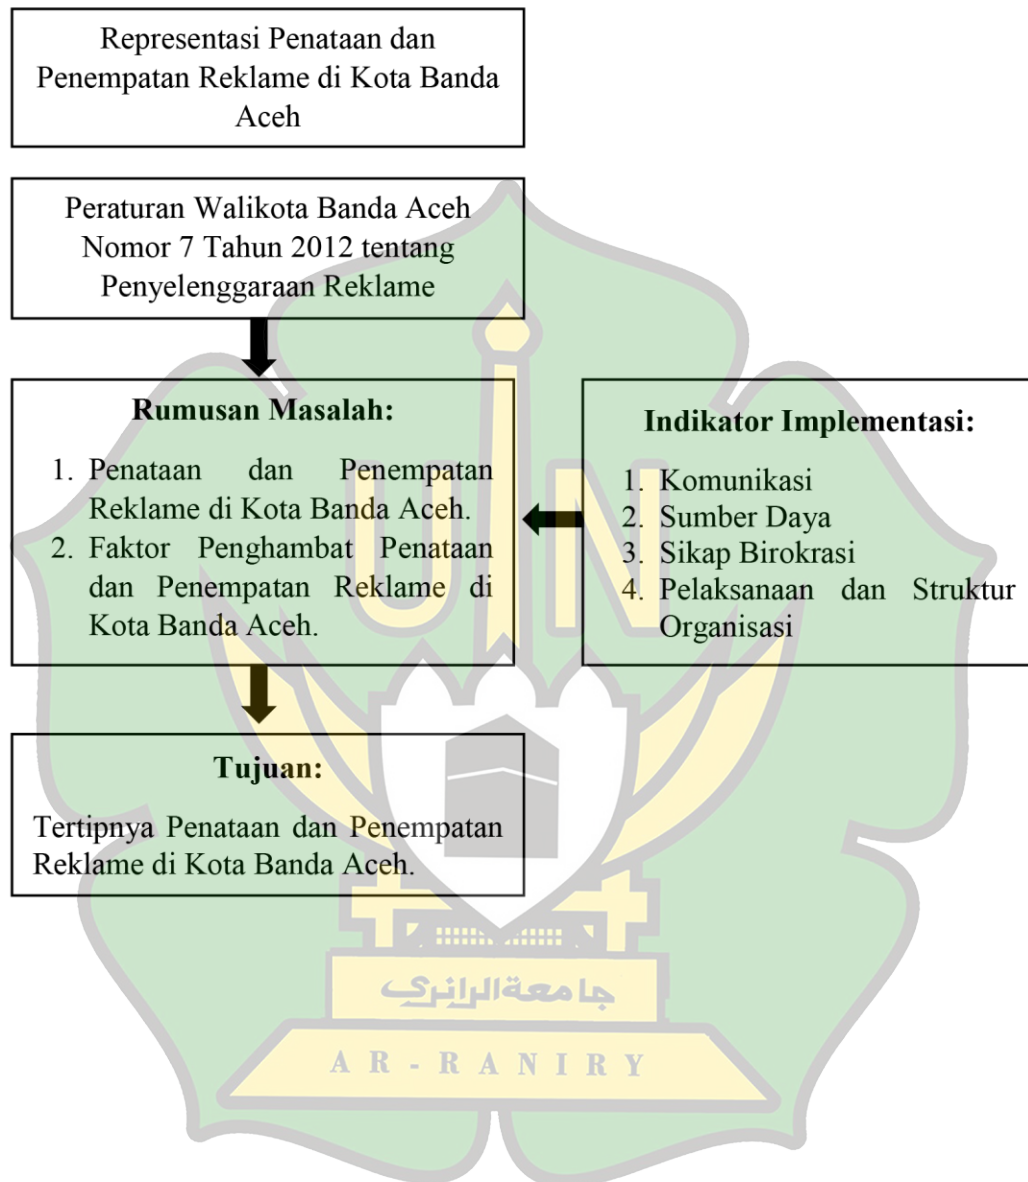 Representasi Penataan dan
Penempatan Reklame di Kota Banda
Aceh
Peraturan Walikota Banda Aceh
Nomor 7 Tahun 2012 tentang
Penyelenggaraan Reklame
Rumusan Masalah:
1. Penataan dan Penempatan
Reklame di Kota Banda Aceh.
2. Faktor Penghambat Penataan
dan Penempatan Reklame di
Kota Banda Aceh.
Indikator Implementasi:
1. Komunikasi
2. Sumber Daya
3. Sikap Birokrasi
4. Pelaksanaan dan Struktur
Organisasi
Tujuan:
Tertipnya Penataan dan Penempatan
Reklame di Kota Banda Aceh.
UIN
جامعة الرانري
AR-RANIRY